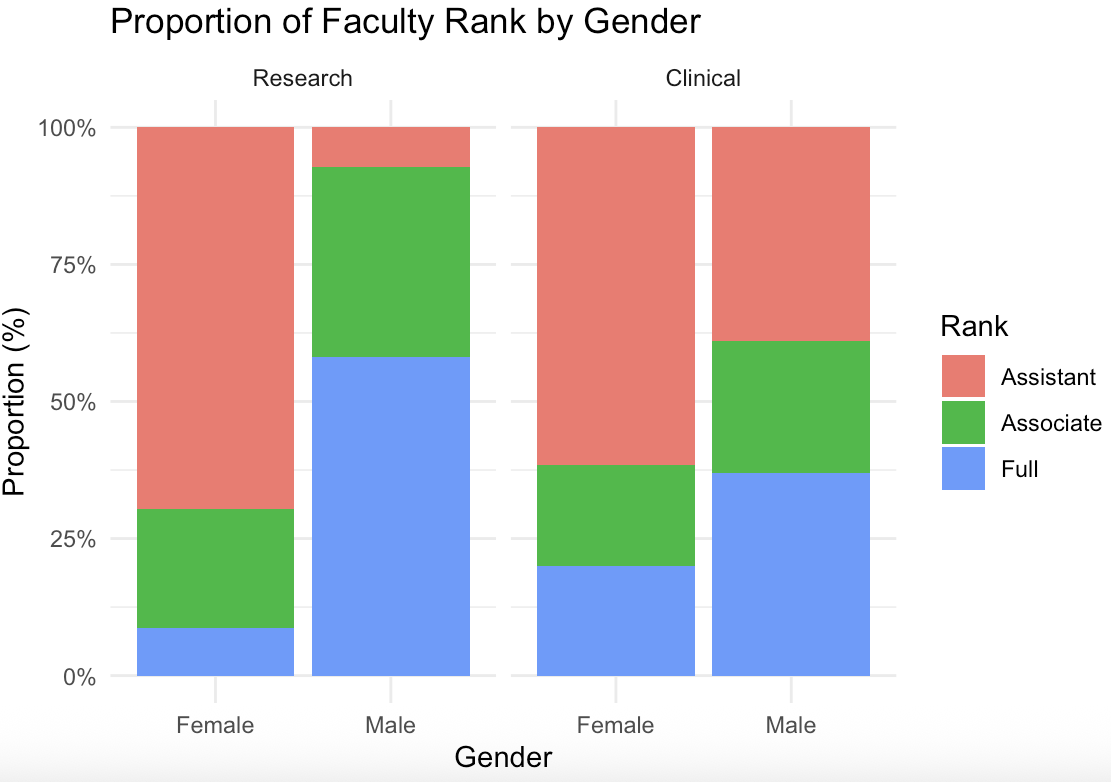 Proportion of Faculty Rank by Gender
Research
Clinical
100%
75%
50%
25%
0%
Proportion (%)
Female
Male
Female
Male
Gender
Rank
Assistant
Associate
Full